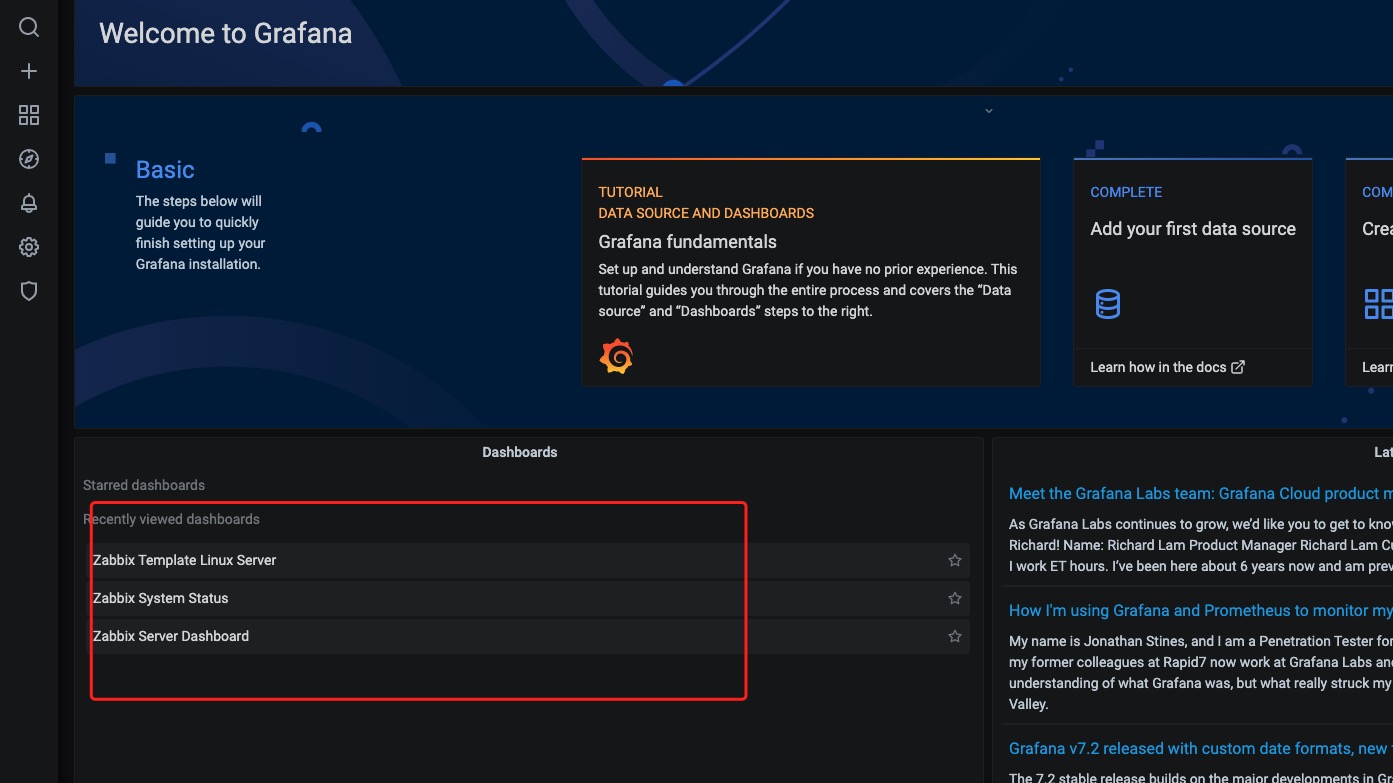 Welcome to Grafana
Basic
The steps below will
guide you to quickly
finish setting up your
Grafana installation.
TUTORIAL
DATA SOURCE AND DASHBOARDS
Grafana fundamentals
Set up and understand Grafana if you have no prior experience. This
tutorial guides you through the entire process and covers the “Data
source” and “Dashboards” steps to the right.
COMPLETE
Add your first data source
Learn how in the docs
COM
Crea
Learn
Dashboards
Starred dashboards
Recently viewed dashboards
Zabbix Template Linux Server
Zabbix System Status
Zabbix Server Dashboard
Lat
Meet the Grafana Labs team: Grafana Cloud product m
As Grafana Labs continues to grow, we’d like you to get to kno
Richard! Name: Richard Lam Product Manager Richard Lam Cu
I work ET hours. I’ve been here about 6 years now and am prev
How I'm using Grafana and Prometheus to monitor my
My name is Jonathan Stines, and I am a Penetration Tester for
my former colleagues at Rapid7 now work at Grafana Labs and
understanding of what Grafana was, but what really struck my
Valley.
Grafana v7.2 released with custom date formats, new
The 7.2 stable release builds on the major developments in Gr